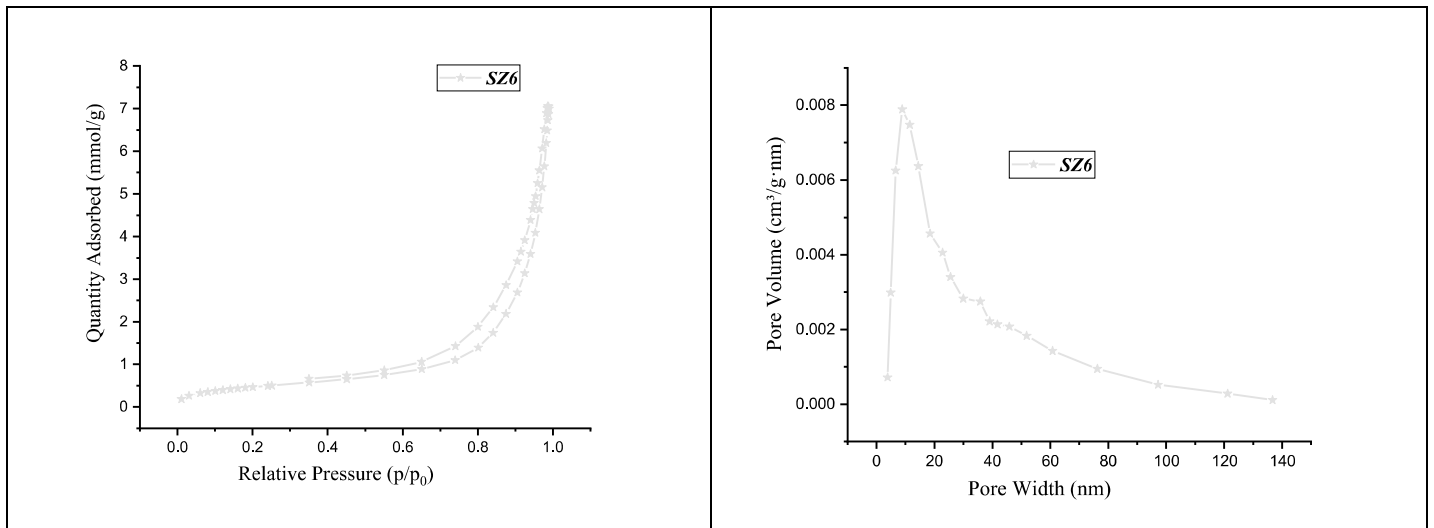 8
7
6
5
4
3
2
1
0
Quantity Adsorbed (mmol/g)
SZ6
0.0 0.2 0.4 0.6 0.8 1.0
Relative Pressure (p/p₀)
0.008
0.006
0.004
0.002
0.000
Pore Volume (cm³/g·nm)
SZ6
0 20 40 60 80 100 120 140
Pore Width (nm)